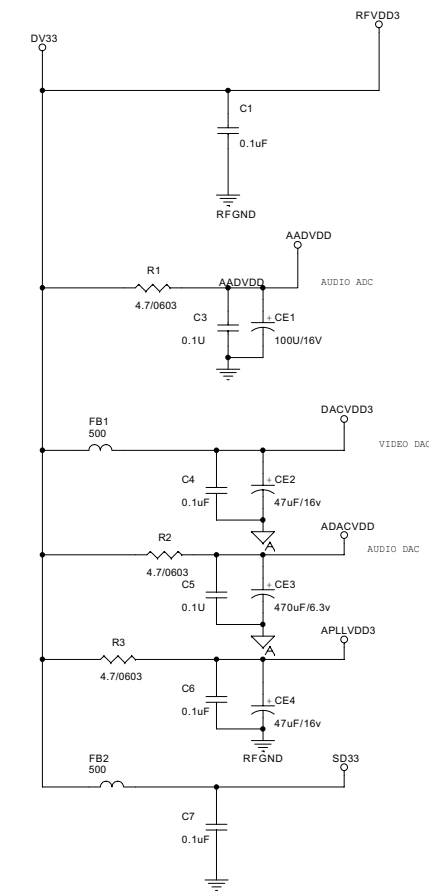 RFVDD3
DV33
C1
0.1uF
RFGND
AADVDD
R1
AADVDD
AUDIO ADC
4.7/0603
C3
+
CE1
0.1U
100U/16V
DACVDD3
FB1
500
VIDEO DAC
C4
+
CE2
0.1uF
47uF/16v
A
ADACVDD
R2
AUDIO DAC
4.7/0603
C5
+
CE3
0.1U
470uF/6.3v
A
APLLVDD3
R3
4.7/0603
C6
+
CE4
0.1uF
47uF/16v
RFGND
SD33
FB2
500
C7
0.1uF